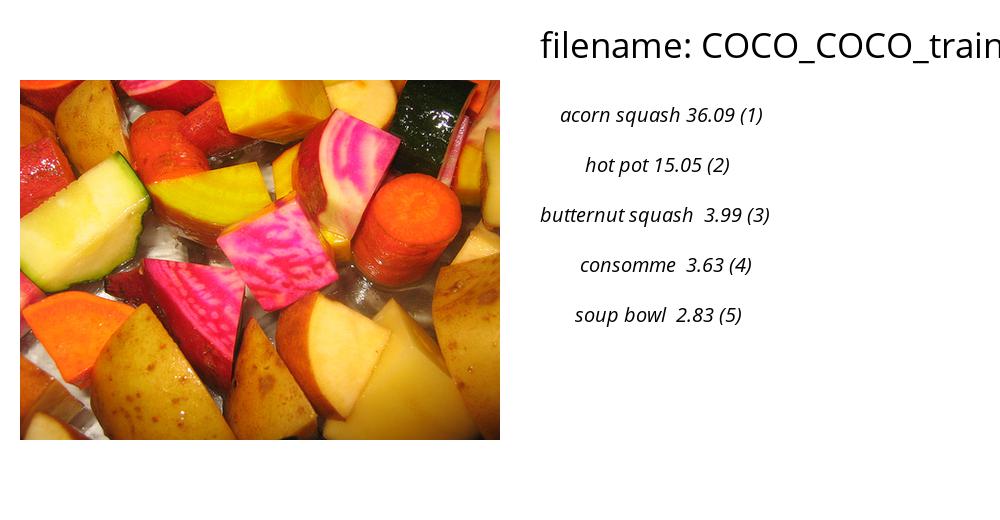 filename: COCO_COCO_train
acorn squash 36.09 (1)
hot pot 15.05 (2)
butternut squash 3.99 (3)
consomme 3.63 (4)
soup bowl 2.83 (5)